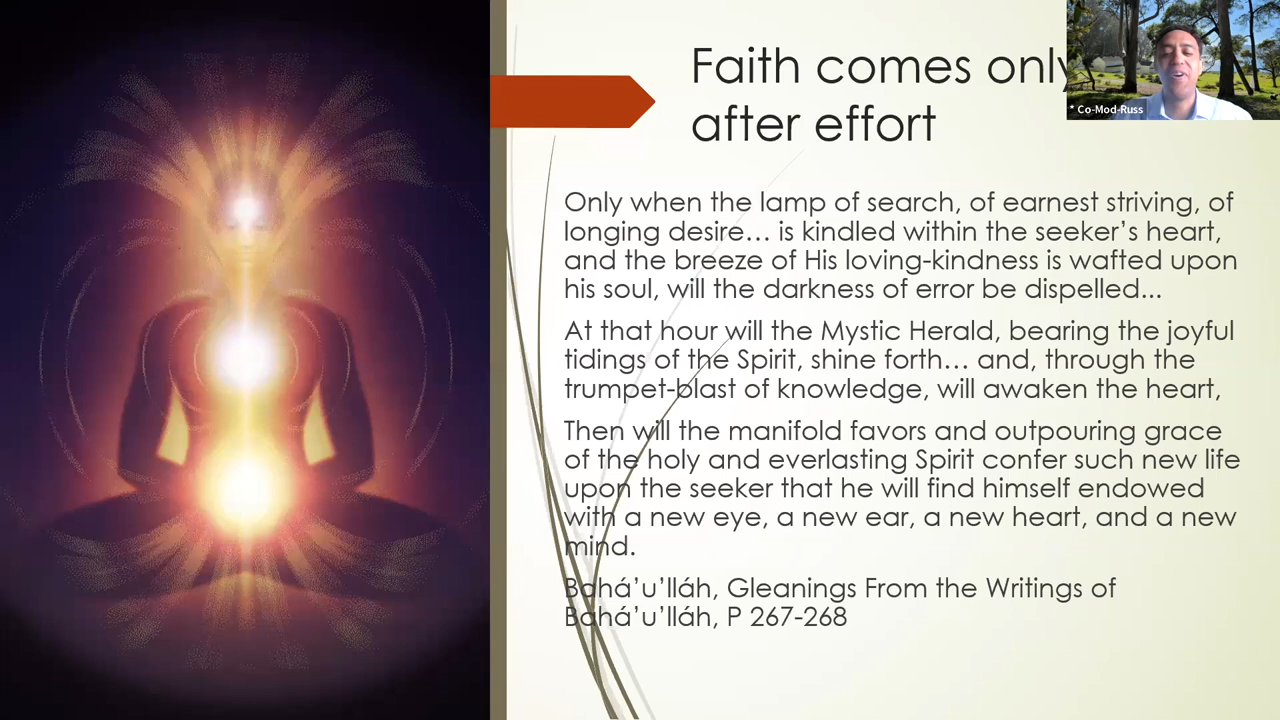 Faith comes only
after effort
* Co-Mod-Russ
Only when the lamp of search, of earnest striving, of
longing desire… is kindled within the seeker’s heart,
and the breeze of His loving-kindness is wafted upon
his soul, will the darkness of error be dispelled...
At that hour will the Mystic Herald, bearing the joyful
tidings of the Spirit, shine forth… and, through the
trumpet-blast of knowledge, will awaken the heart,
Then will the manifold favors and outpouring grace
of the holy and everlasting Spirit confer such new life
upon the seeker that he will find himself endowed
with a new eye, a new ear, a new heart, and a new
mind.
Bahá’u’lláh, Gleanings From the Writings of
Bahá’u’lláh, P 267-268